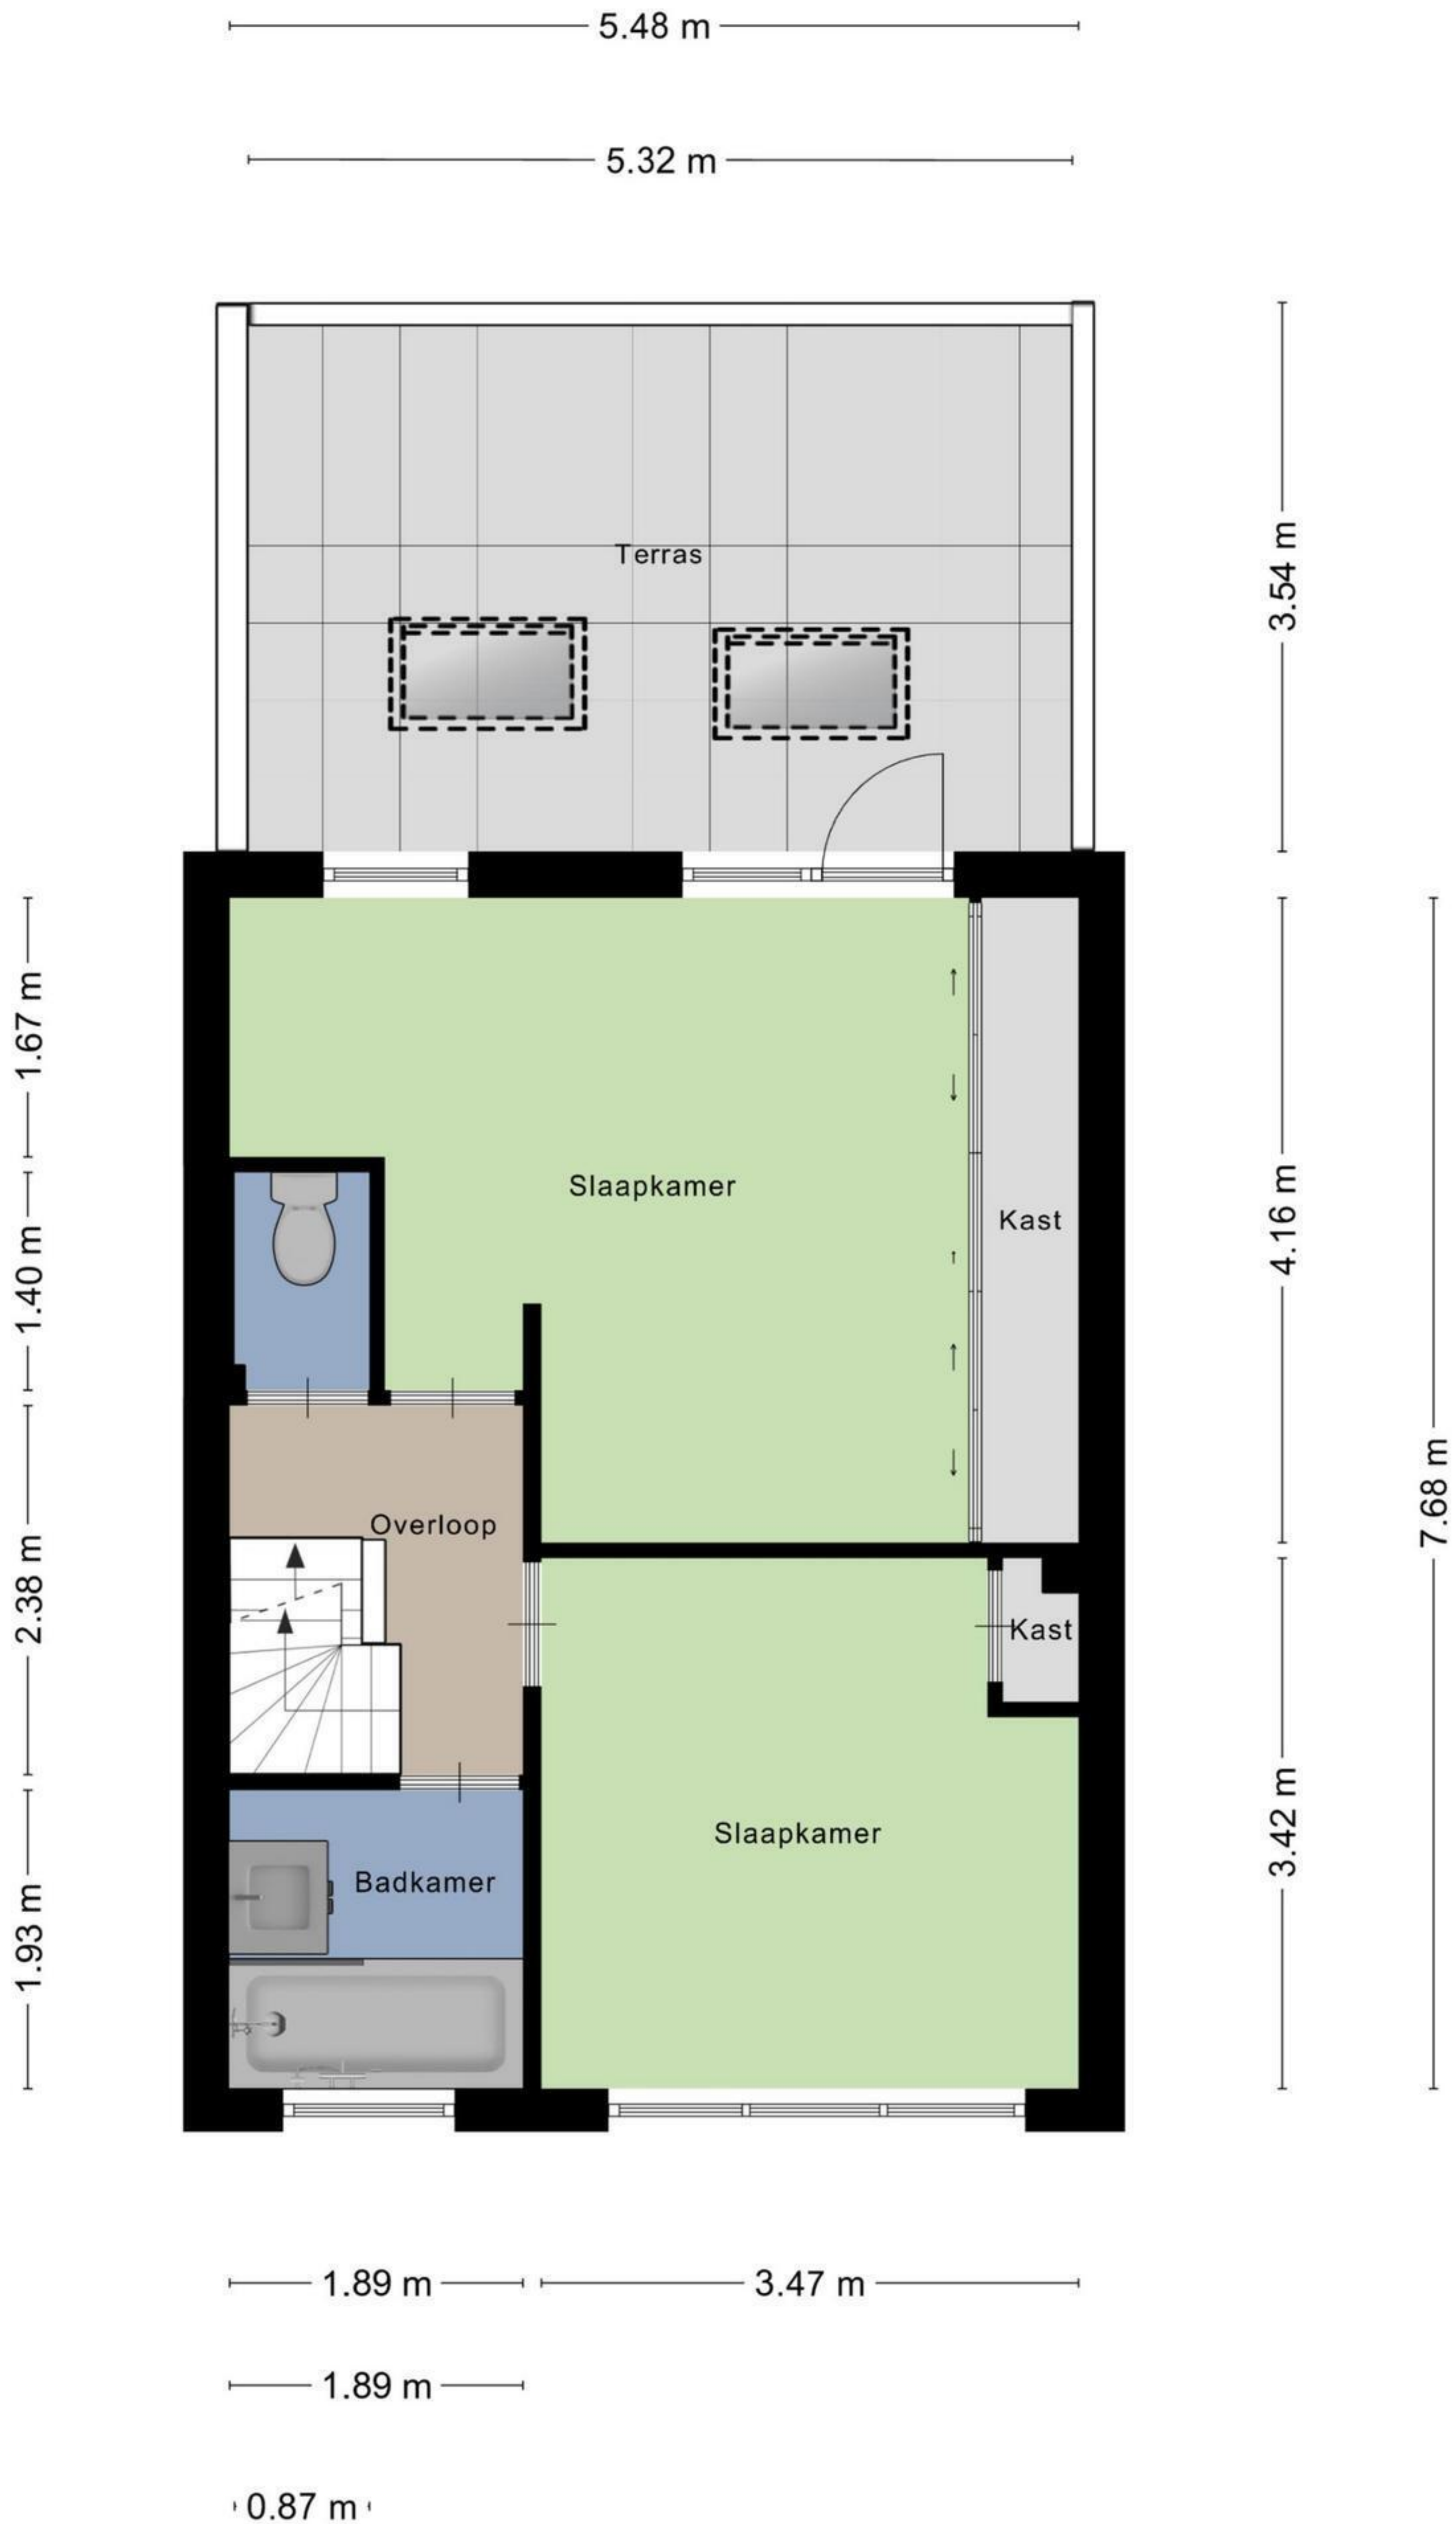 5.48 m
5.32 m
Terras
3.54 m
1.67 m
Slaapkamer
4.16 m
Kast
1.40 m
7.68 m
Overloop
2.38 m
Kast
Slaapkamer
3.42 m
Badkamer
1.93 m
1.89 m
3.47 m
1.89 m
0.87 m